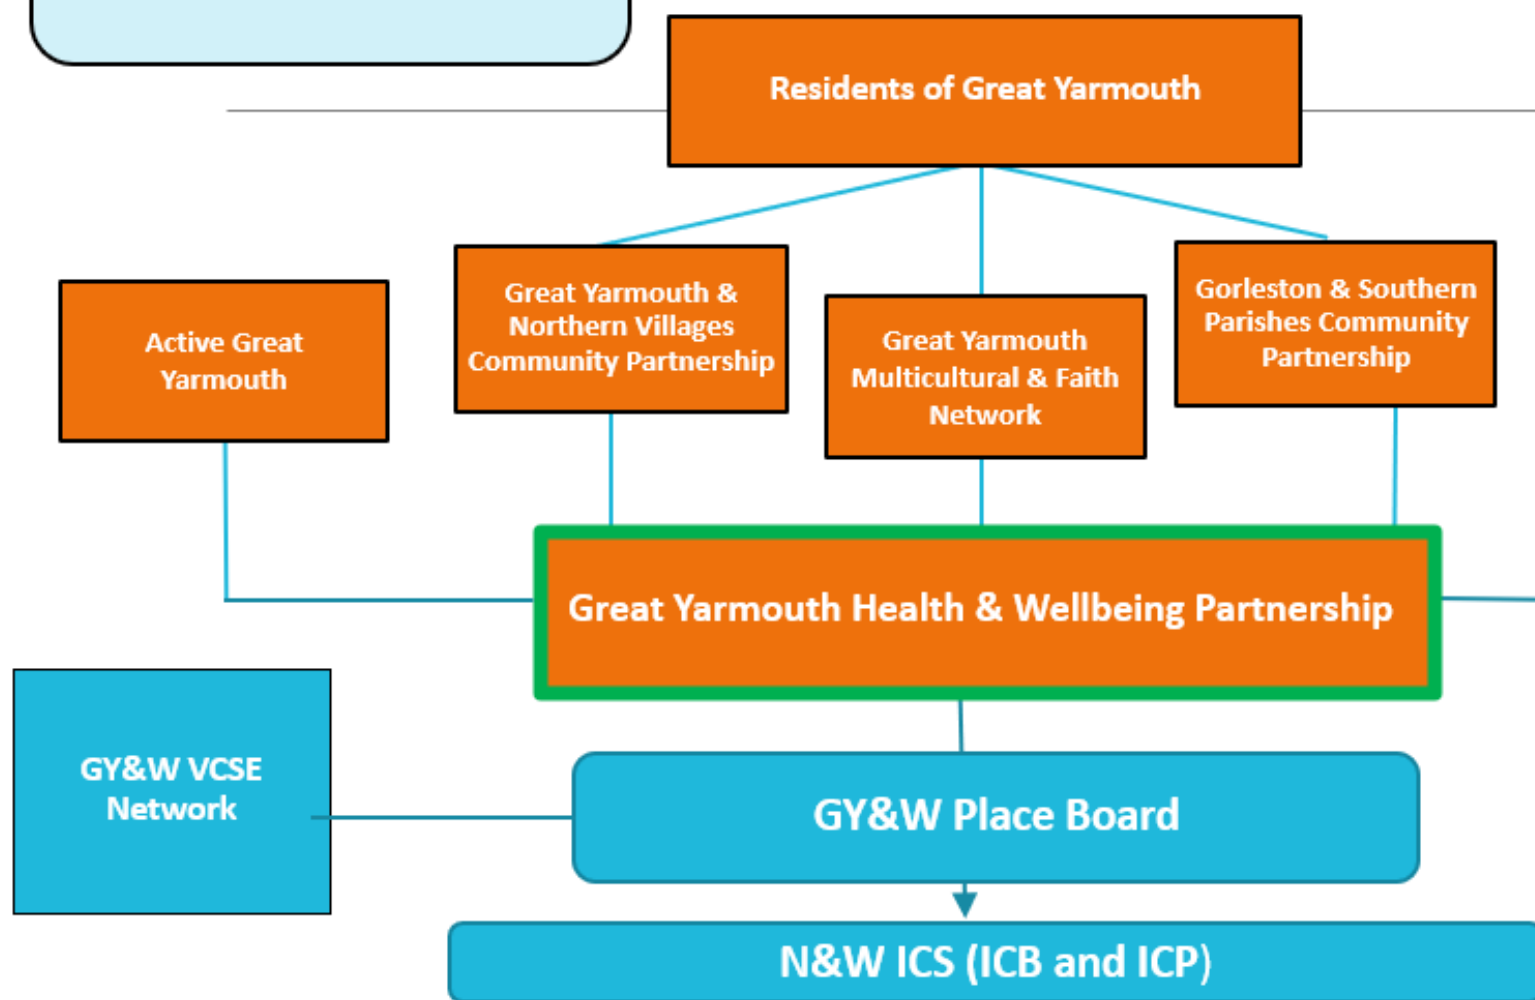 Residents of Great Yarmouth
Active Great
Yarmouth
Great Yarmouth &
Northern Villages
Community Partnership
Great Yarmouth
Multicultural & Faith
Network
Gorleston & Southern
Parishes Community
Partnership
Great Yarmouth Health & Wellbeing Partnership
GY&W VCSE
Network
GY&W Place Board
N&W ICS (ICB and ICP)